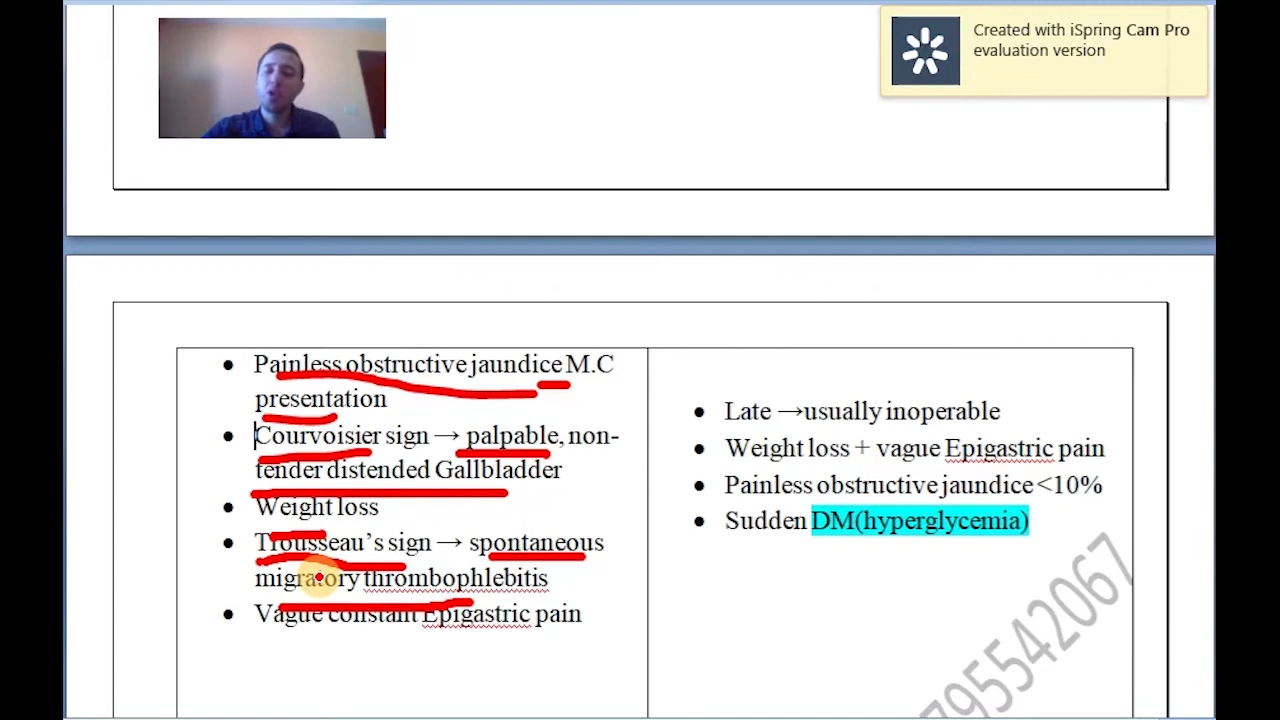 Created with iSpring Cam Pro
evaluation version
• Painless obstructive jaundice M.C
presentation
• Courvoisier sign → palpable, non-
tender distended Gallbladder
• Weight loss
• Trousseau's sign → spontaneous
migratory thrombophlebitis
• Vague constant Epigastric pain
• Late →usually inoperable
• Weight loss + vague Epigastric pain
• Painless obstructive jaundice <10%
• Sudden DM(hyperglycemia)
795542067